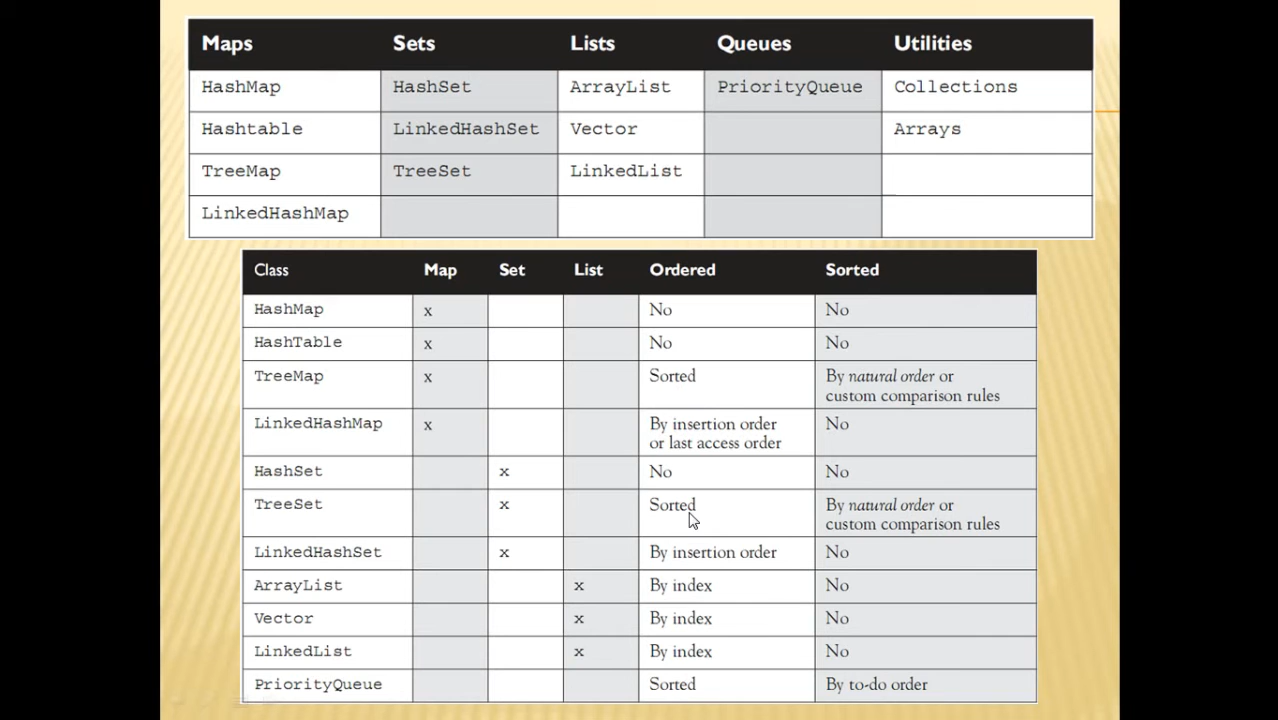 Maps Sets Lists Queues Utilities
HashMap HashSet ArrayList PriorityQueue Collections
Hashtable LinkedHashSet Vector Arrays
TreeMap TreeSet LinkedList
LinkedHashMap
Class Map Set List Ordered Sorted
HashMap x No No
HashTable x No No
TreeMap x Sorted By natural order or
custom comparison rules
LinkedHashMap x By insertion order No
or last access order
HashSet x No No
TreeSet x Sorted By natural order or
custom comparison rules
LinkedHashSet x By insertion order No
ArrayList x By index No
Vector x By index No
LinkedList x By index No
PriorityQueue Sorted By to-do order